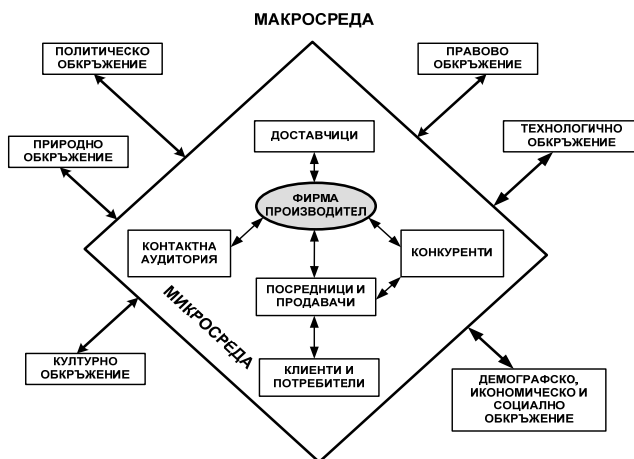 МАКРОСРЕДА
ПОЛИТИЧЕСКО
ОБКРЪЖЕНИЕ
ПРАВОВО
ОБКРЪЖЕНИЕ
ПРИРОДНО
ОБКРЪЖЕНИЕ
ДОСТАВЧИЦИ
ТЕХНОЛОГИЧНО
ОБКРЪЖЕНИЕ
ФИРМА
ПРОИЗВОДИТЕЛ
КОНТАКТНА
АУДИТОРИЯ
КОНКУРЕНТИ
ПОСРЕДНИЦИ И
ПРОДАВАЧИ
МИКРОСРЕДА
КУЛТУРНО
ОБКРЪЖЕНИЕ
КЛИЕНТИ И
ПОТРЕБИТЕЛИ
ДЕМОГРАФСКО,
ИКОНОМИЧЕСКО И
СОЦИАЛНО
ОБКРЪЖЕНИЕ